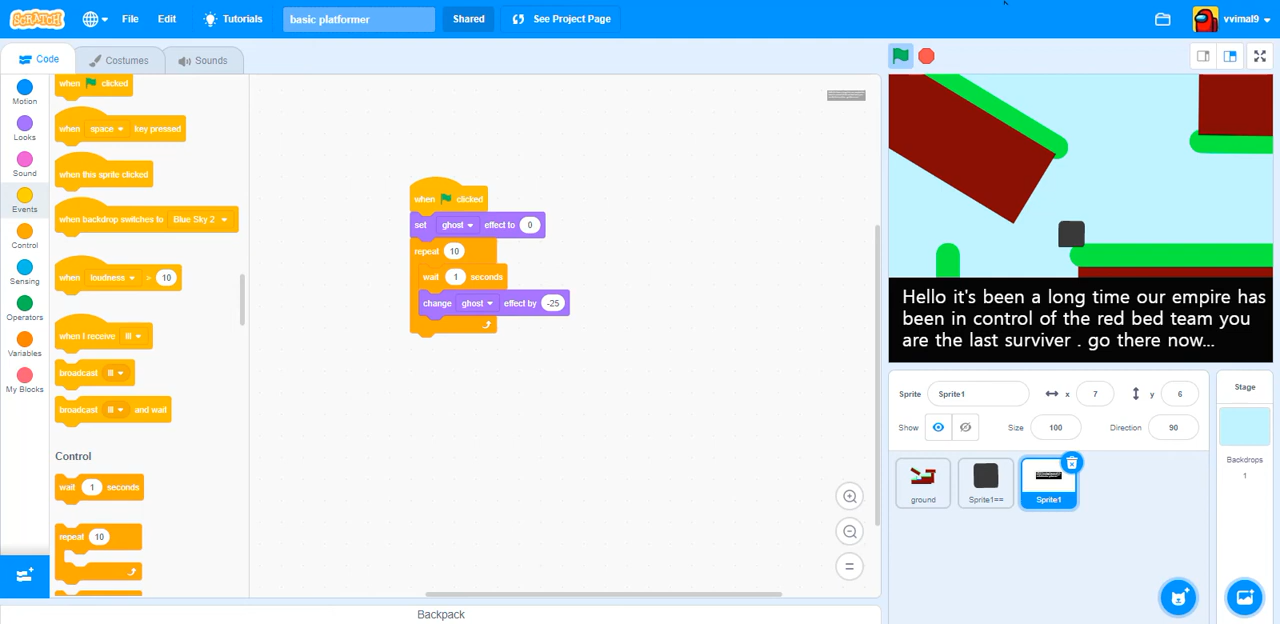 SCRATCH
File
Edit
Tutorials
basic platformer
Shared
See Project Page
vvimal9
Code
Costumes
Sounds
Motion
Looks
Sound
Events
Control
Sensing
Operators
Variables
My Blocks
when clicked
when space key pressed
when this sprite clicked
when backdrop switches to Blue Sky 2
when loudness > 10
when I receive lll
broadcast lll
broadcast lll and wait
Control
wait 1 seconds
repeat 10
when clicked
set ghost effect to 0
repeat 10
wait 1 seconds
change ghost effect by -25
Backpack
Hello it's been a long time our empire has
been in control of the red bed team you
are the last surviver . go there now...
Sprite Sprite1 x 7 y 6
Show Size 100 Direction 90
ground
Sprite1==
Sprite1
Stage
Backdrops
1